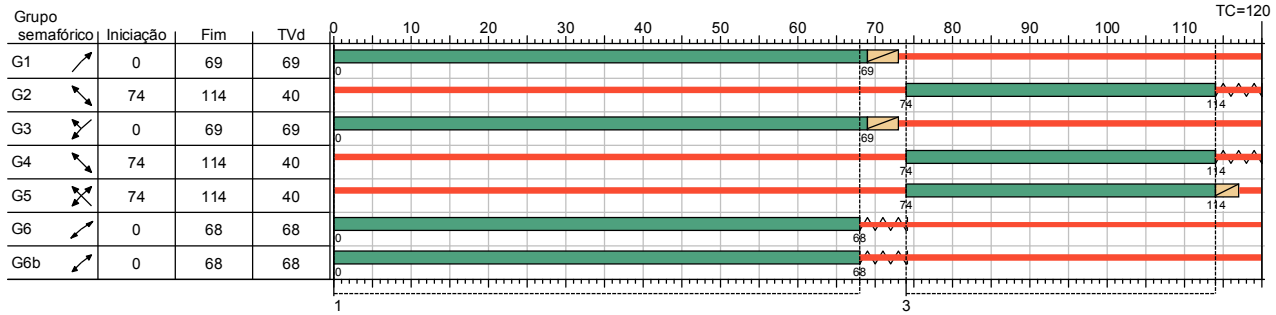 TC=120
Grupo semafórico Iniciação Fim TVd
0 10 20 30 40 50 60 70 80 90 100 110
G1 0 69 69
0 69
G2 74 114 40
74 114
G3 0 69 69
0 69
G4 74 114 40
74 114
G5 74 114 40
74 114
G6 0 68 68
0 68
G6b 0 68 68
0 68
1 3